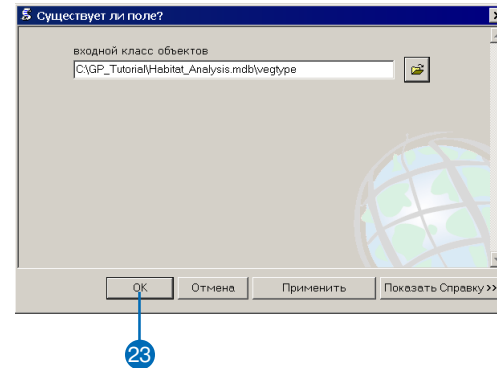 Существует ли поле?
входной класс объектов
C:\GP_Tutorial\Habitat_Analysis.mdb\vegtype
OK Отмена Применить Показать Справку >>
23